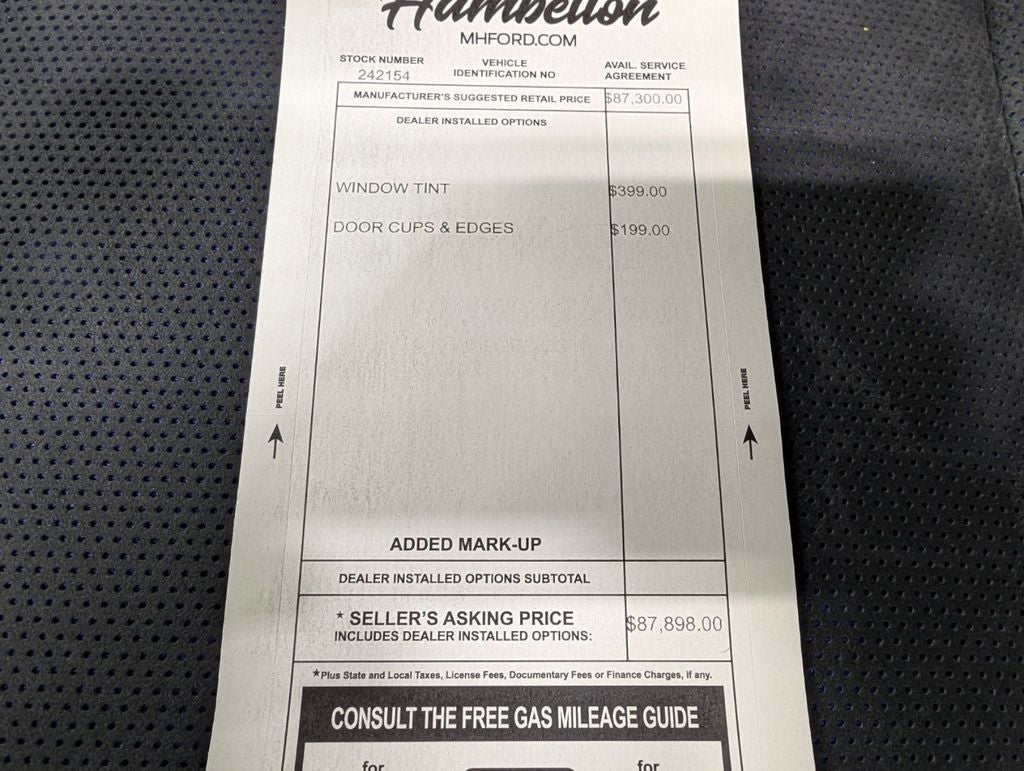 Hambelton
MHFORD.COM
STOCK NUMBER
242154
VEHICLE
IDENTIFICATION NO
AVAIL. SERVICE
AGREEMENT
MANUFACTURER'S SUGGESTED RETAIL PRICE $87,300.00
DEALER INSTALLED OPTIONS
WINDOW TINT $399.00
DOOR CUPS & EDGES $199.00
PEEL HERE
PEEL HERE
ADDED MARK-UP
DEALER INSTALLED OPTIONS SUBTOTAL
* SELLER'S ASKING PRICE $87,898.00
INCLUDES DEALER INSTALLED OPTIONS:
*Plus State and Local Taxes, License Fees, Documentary Fees or Finance Charges, if any.
CONSULT THE FREE GAS MILEAGE GUIDE
for for